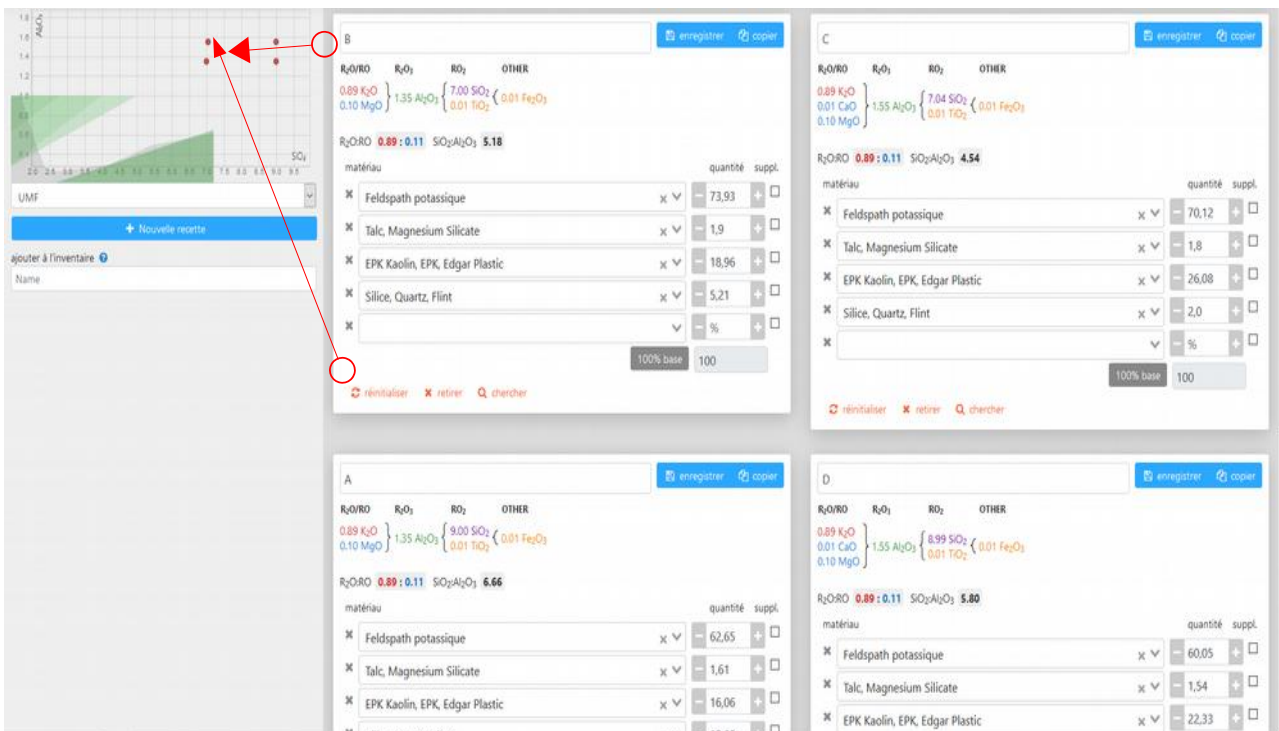 1.8
Al₂O₃
1.6
1.4
1.2
SO₂
UMF
+ Nouvelle recette
ajouter à l'inventaire ?
Name
B
enregistrer copier
R₂O/RO R₂O₃ RO₂ OTHER
0.89 K₂O
0.10 MgO
1.35 Al₂O₃
7.00 SiO₂
0.01 TiO₂
0.01 Fe₂O₃
R₂O:RO 0.89 : 0.11 SiO₂:Al₂O₃ 5.18
matériau quantité suppl.
Feldspath potassique 73,93
Talc, Magnesium Silicate 1,9
EPK Kaolin, EPK, Edgar Plastic 18,96
Silice, Quartz, Flint 5,21
%
100% base 100
réinitialiser retirer chercher
C
enregistrer copier
R₂O/RO R₂O₃ RO₂ OTHER
0.89 K₂O
0.01 CaO
0.10 MgO
1.55 Al₂O₃
7.04 SiO₂
0.01 TiO₂
0.01 Fe₂O₃
R₂O:RO 0.89 : 0.11 SiO₂:Al₂O₃ 4.54
matériau quantité suppl.
Feldspath potassique 70,12
Talc, Magnesium Silicate 1,8
EPK Kaolin, EPK, Edgar Plastic 26,08
Silice, Quartz, Flint 2,0
%
100% base 100
réinitialiser retirer chercher
A
enregistrer copier
R₂O/RO R₂O₃ RO₂ OTHER
0.89 K₂O
0.10 MgO
1.35 Al₂O₃
9.00 SiO₂
0.01 TiO₂
0.01 Fe₂O₃
R₂O:RO 0.89 : 0.11 SiO₂:Al₂O₃ 6.66
matériau quantité suppl.
Feldspath potassique 62,65
Talc, Magnesium Silicate 1,61
EPK Kaolin, EPK, Edgar Plastic 16,06
D
enregistrer copier
R₂O/RO R₂O₃ RO₂ OTHER
0.89 K₂O
0.01 CaO
0.10 MgO
1.55 Al₂O₃
8.99 SiO₂
0.01 TiO₂
0.01 Fe₂O₃
R₂O:RO 0.89 : 0.11 SiO₂:Al₂O₃ 5.80
matériau quantité suppl.
Feldspath potassique 60,05
Talc, Magnesium Silicate 1,54
EPK Kaolin, EPK, Edgar Plastic 22,33